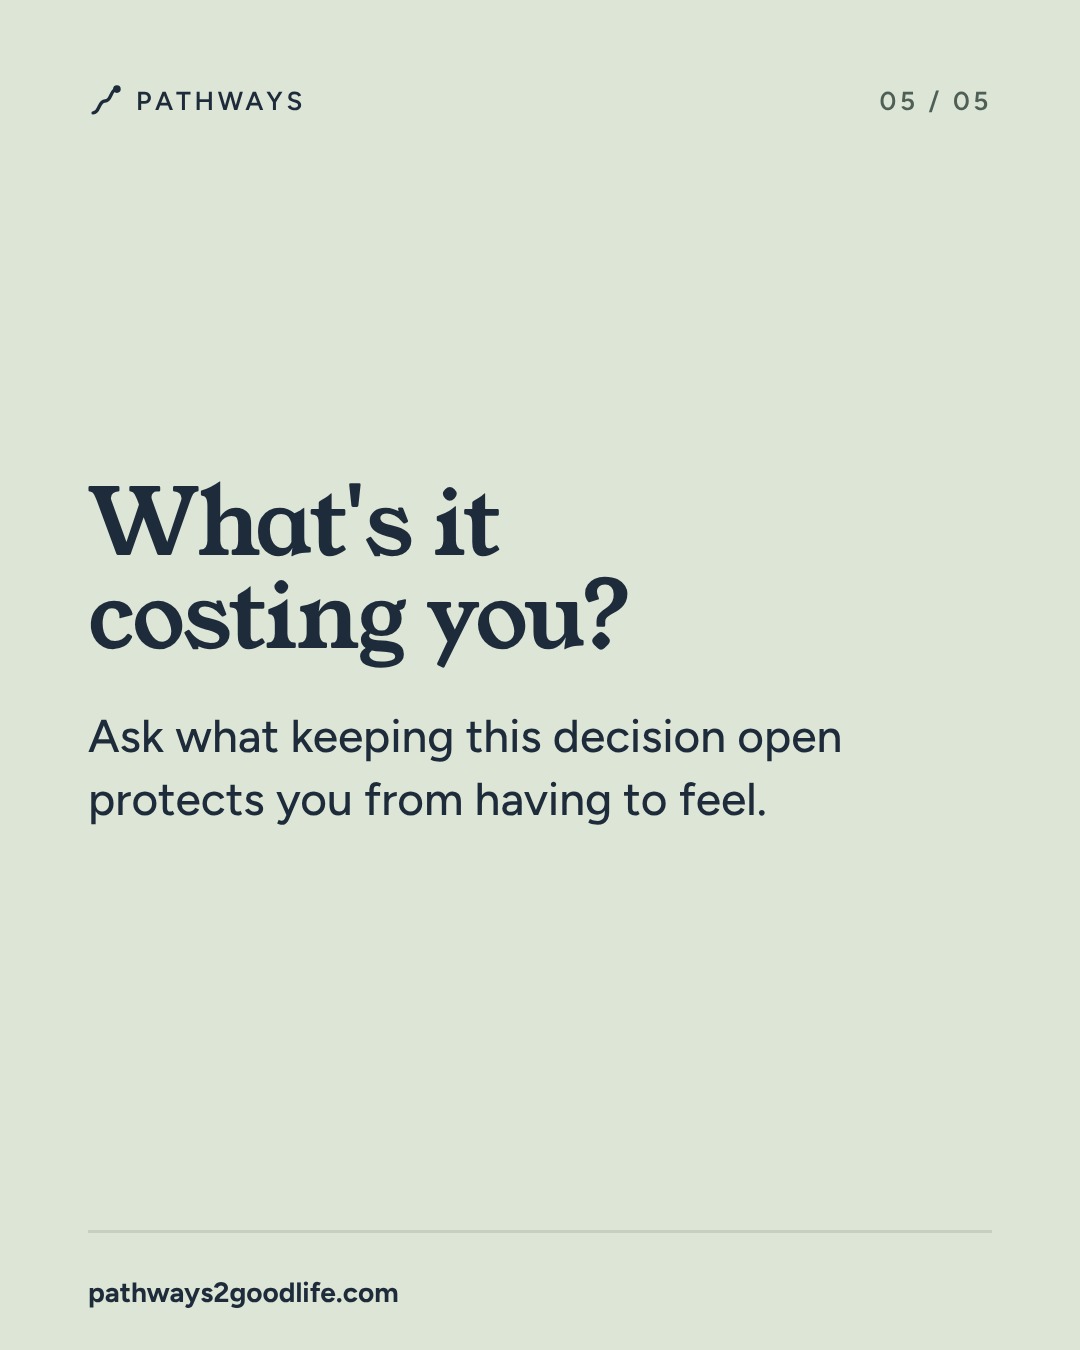 PATHWAYS
05 / 05
What's it
costing you?
Ask what keeping this decision open
protects you from having to feel.
pathways2goodlife.com